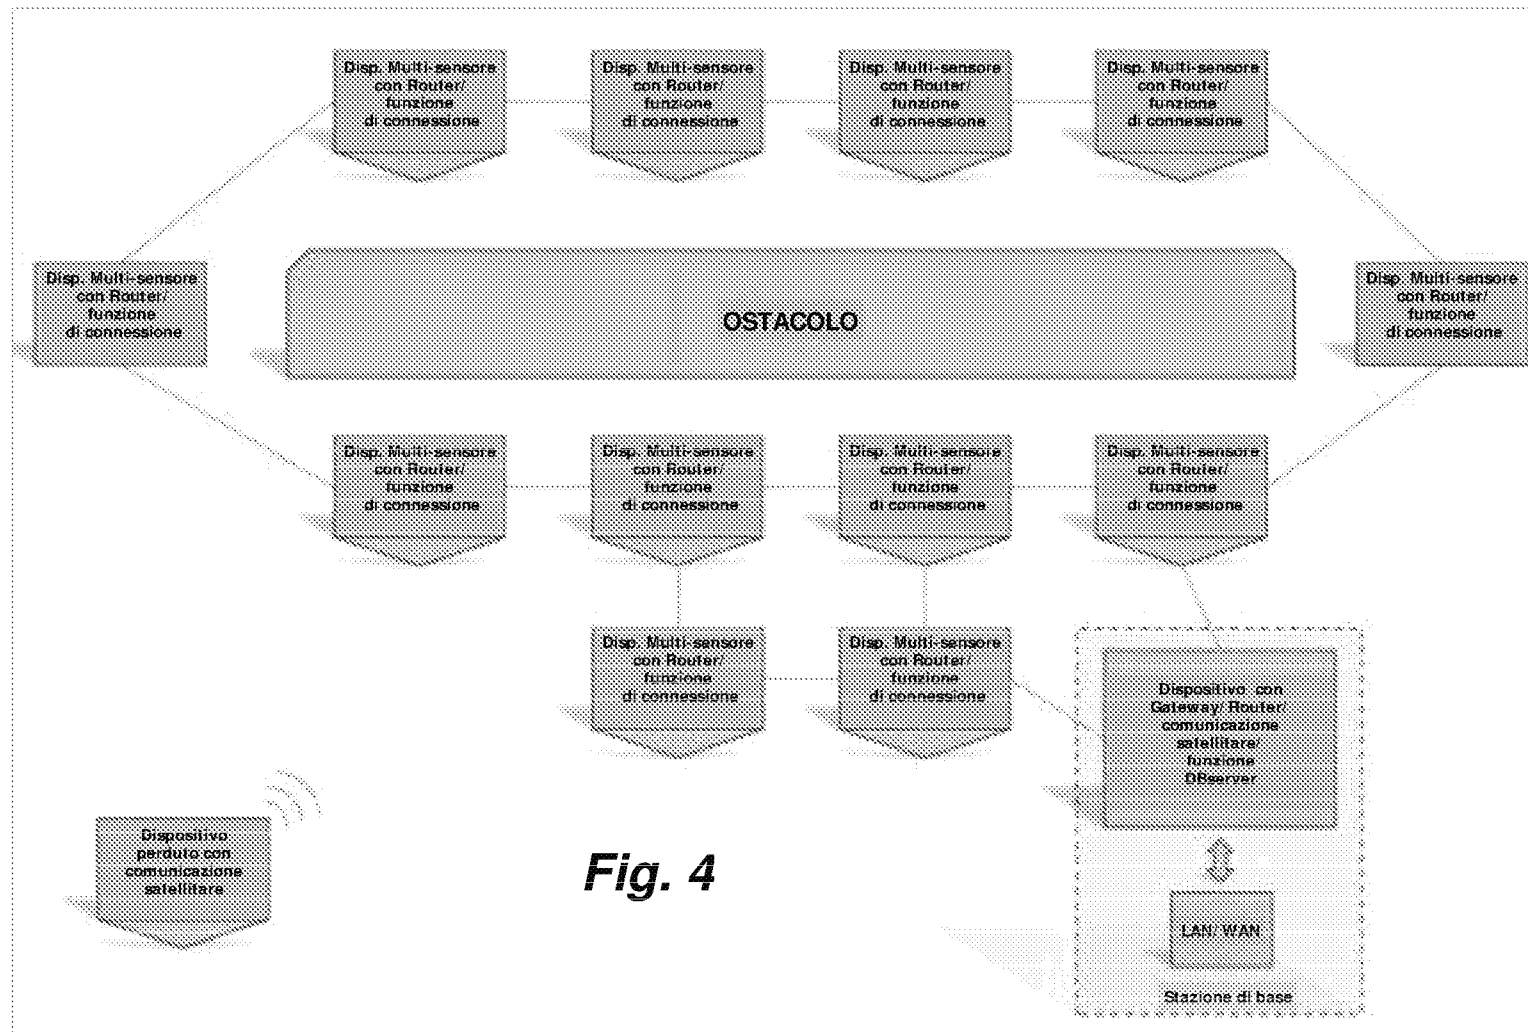 Disp. Multi-sensore
con Router/
funzione
di connessione
Disp. Multi-sensore
con Router/
funzione
di connessione
Disp. Multi-sensore
con Router/
funzione
di connessione
Disp. Multi-sensore
con Router/
funzione
di connessione
Disp. Multi-sensore
con Router/
funzione
di connessione
OSTACOLO
Disp. Multi-sensore
con Router/
funzione
di connessione
Disp. Multi-sensore
con Router/
funzione
di connessione
Disp. Multi-sensore
con Router/
funzione
di connessione
Disp. Multi-sensore
con Router/
funzione
di connessione
Disp. Multi-sensore
con Router/
funzione
di connessione
Disp. Multi-sensore
con Router/
funzione
di connessione
Disp. Multi-sensore
con Router/
funzione
di connessione
Dispositivo con
Gateway/ Router/
comunicazione
satellitare/
funzione
DBserver
Dispositivo
perduto con
comunicazione
satellitare
Fig. 4
LAN/ WAN
Stazione di base